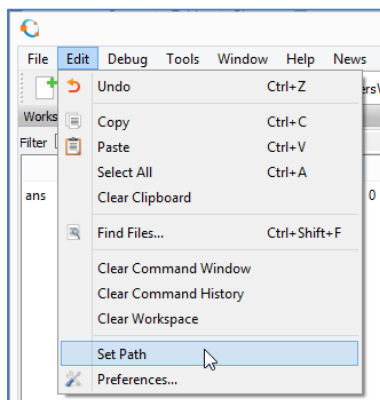 File Edit Debug Tools Window Help News
Undo Ctrl+Z
Works
Copy Ctrl+C
Filter
Paste Ctrl+V
Select All Ctrl+A
ans
Clear Clipboard
0
Find Files... Ctrl+Shift+F
Clear Command Window
Clear Command History
Clear Workspace
Set Path
Preferences...